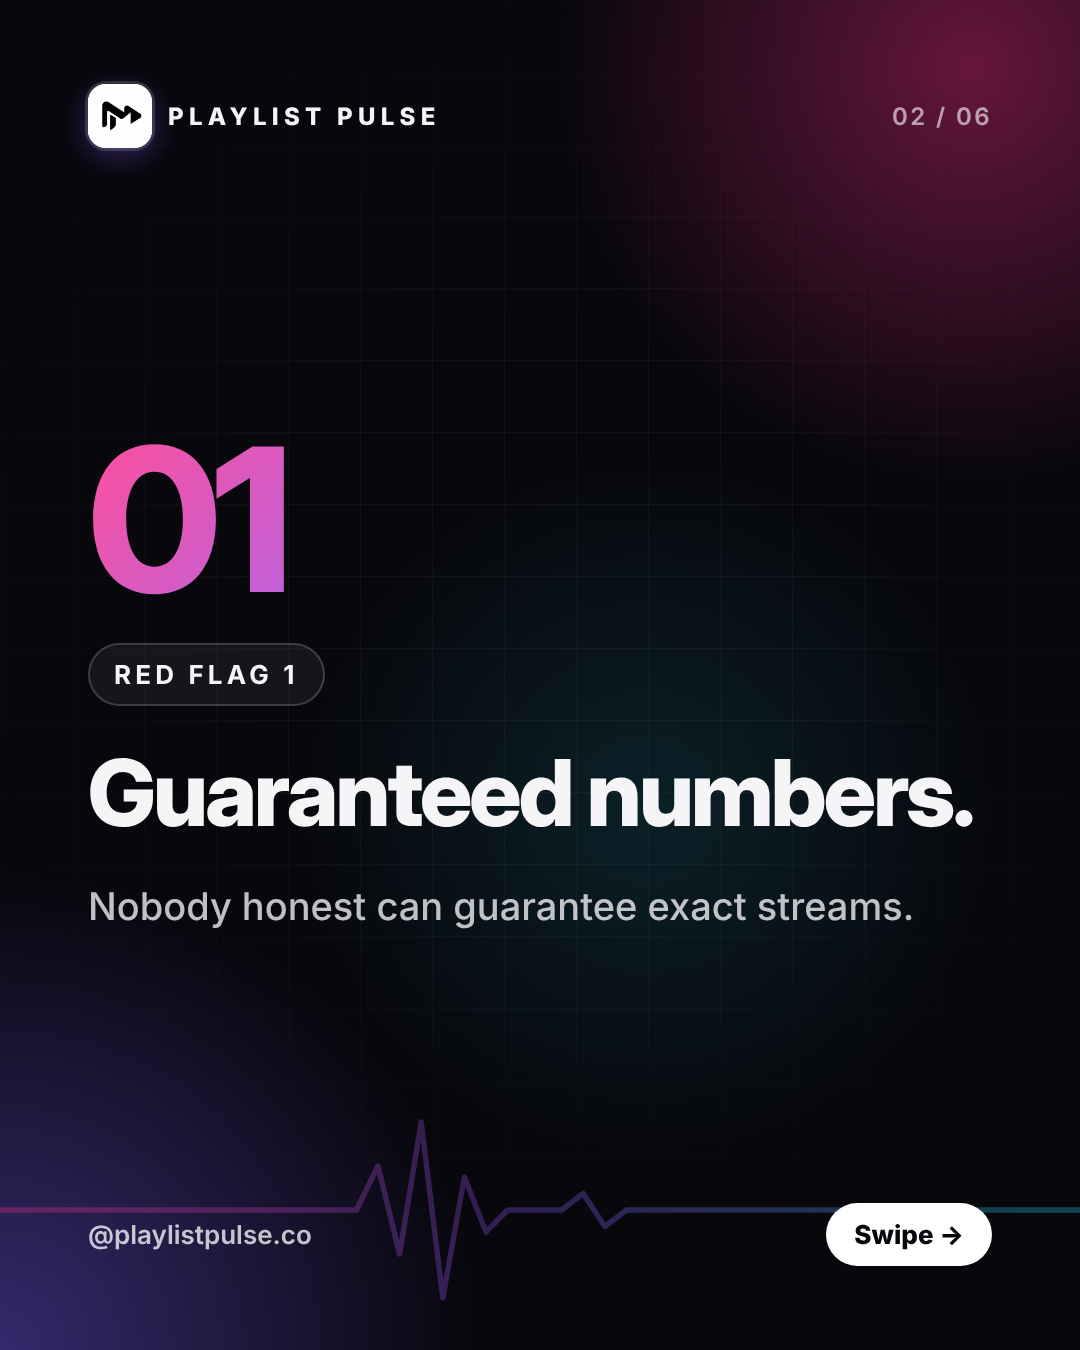 PLAYLIST PULSE
02 / 06
01
RED FLAG 1
Guaranteed numbers.
Nobody honest can guarantee exact streams.
@playlistpulse.co
Swipe →